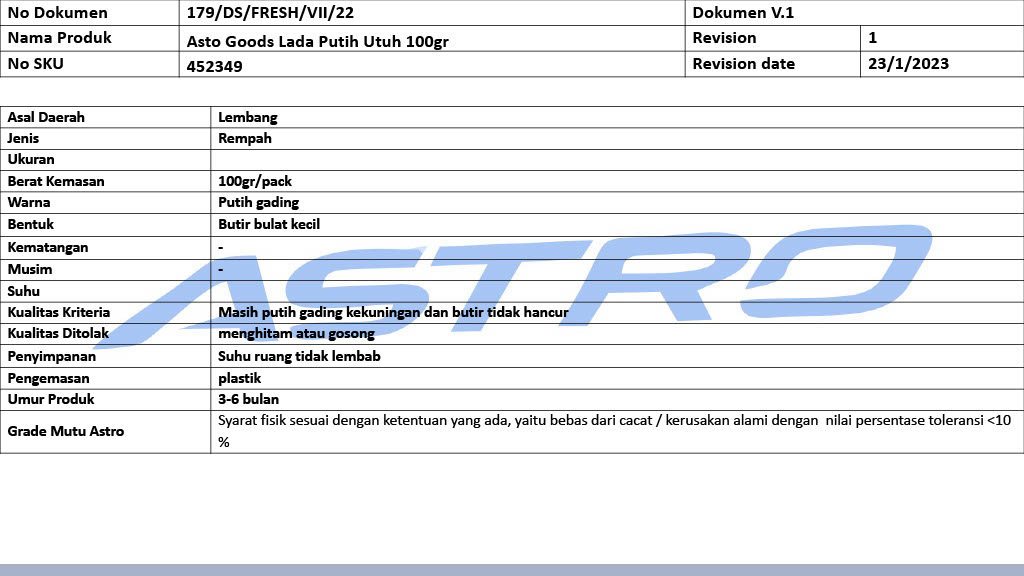 No Dokumen 179/DS/FRESH/VII/22 Dokumen V.1
Nama Produk Asto Goods Lada Putih Utuh 100gr Revision 1
No SKU 452349 Revision date 23/1/2023
Asal Daerah Lembang
Jenis Rempah
Ukuran
Berat Kemasan 100gr/pack
Warna Putih gading
Bentuk Butir bulat kecil
Kematangan -
Musim -
Suhu
Kualitas Kriteria Masih putih gading kekuningan dan butir tidak hancur
Kualitas Ditolak menghitam atau gosong
Penyimpanan Suhu ruang tidak lembab
Pengemasan plastik
Umur Produk 3-6 bulan
Grade Mutu Astro Syarat fisik sesuai dengan ketentuan yang ada, yaitu bebas dari cacat / kerusakan alami dengan  nilai persentase toleransi <10
%
ASTRO